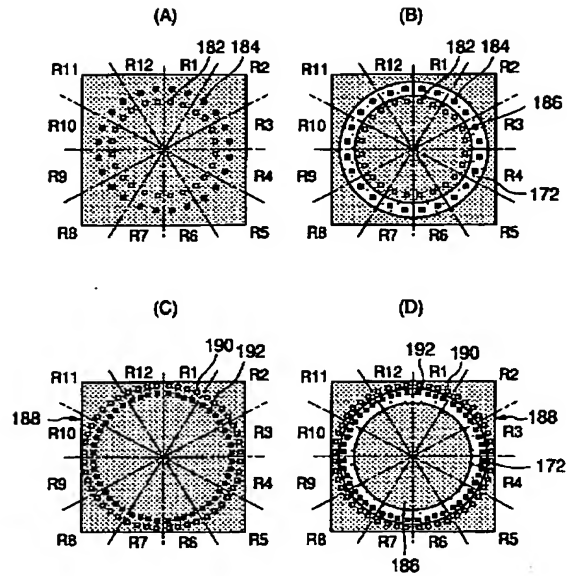 (A)
(B)
182 184
R11 R12 R1 R2
R10 R3
R9 R4
R8 R7 R6 R5
182 184
R11 R12 R1 R2
186
R10 R3
R9 R4
172
R8 R7 R6 R5
(C)
(D)
190
192
R11 R12 R1 R2
188
R10 R3
R9 R4
R8 R7 R6 R5
192 190
R11 R12 R1 R2
188
R10 R3
172
R9 R4
R8 R7 R6 R5
186